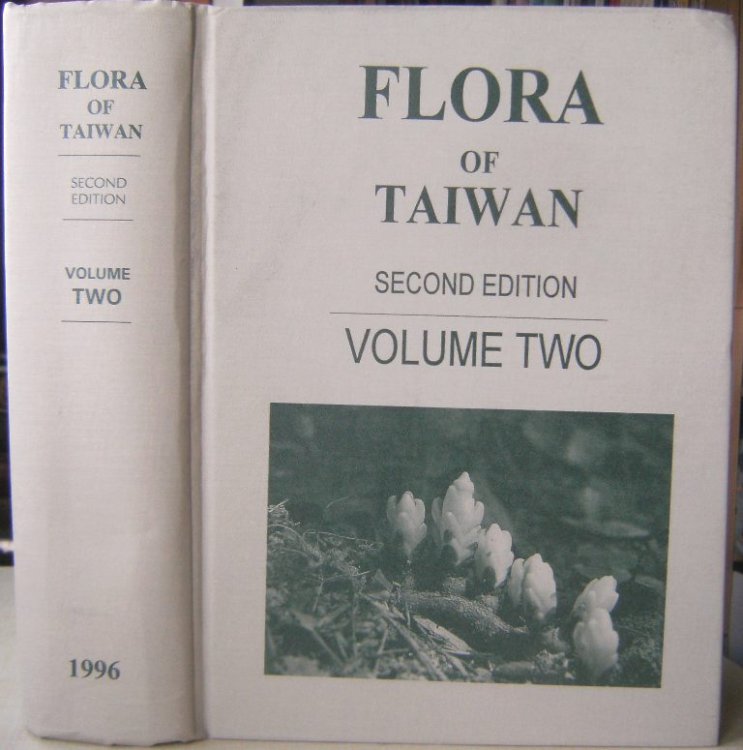 FLORA
OF
TAIWAN
SECOND
EDITION
VOLUME
TWO
1996
FLORA
OF
TAIWAN
SECOND EDITION
VOLUME TWO